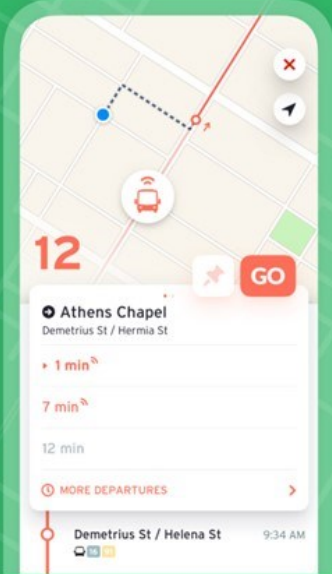 12
GO
Athens Chapel
Demetrius St / Hermia St
1 min
7 min
12 min
MORE DEPARTURES
Demetrius St / Helena St 9:34 AM
16